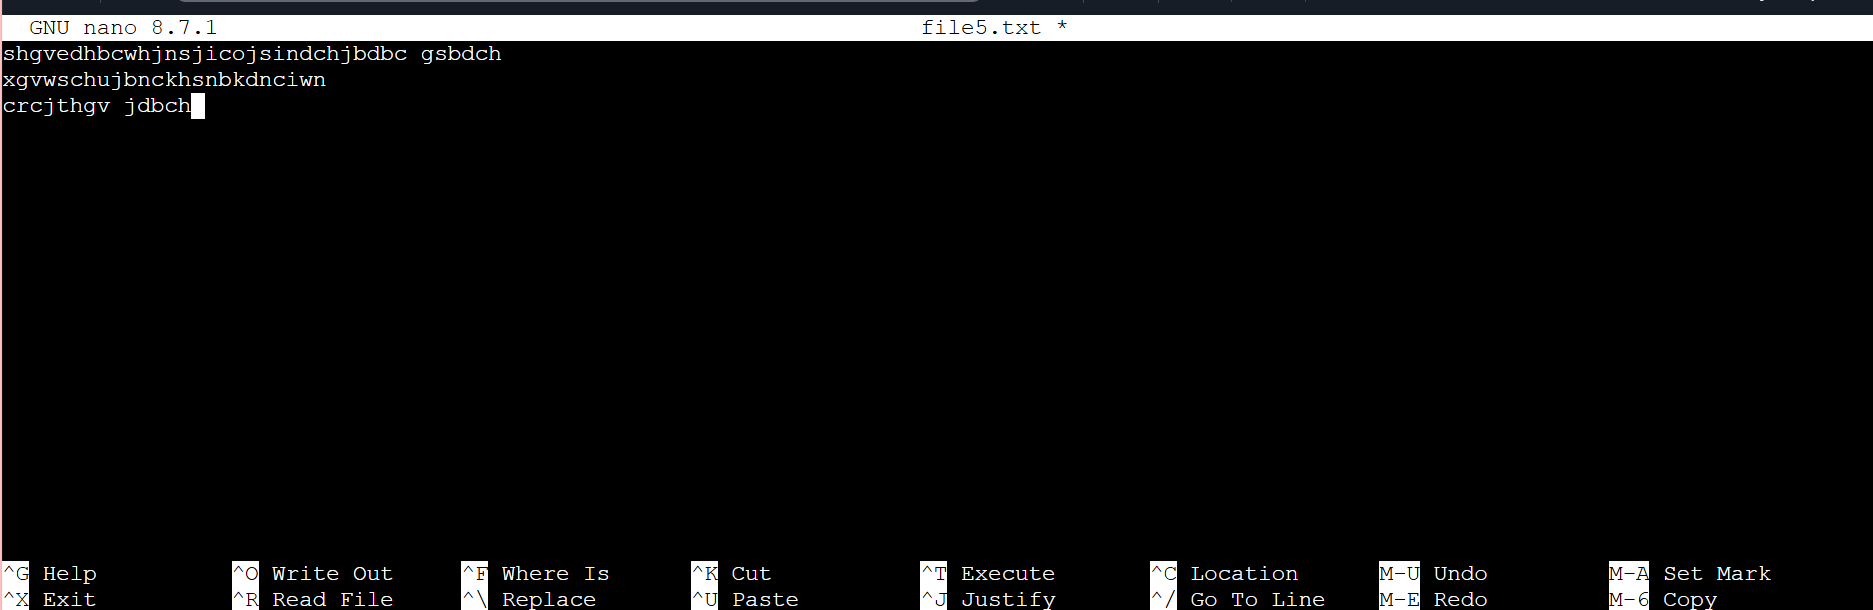 GNU nano 8.7.1 file5.txt *
shgvedhbcwhjnsjicojsindchjbdbc gsbdch
xgvwschujbnckhsnbkdnciwn
crcjthgv jdbch
^G Help ^O Write Out ^F Where Is ^K Cut ^T Execute ^C Location M-U Undo M-A Set Mark
^X Exit ^R Read File ^\ Replace ^U Paste ^J Justify ^/ Go To Line M-E Redo M-6 Copy